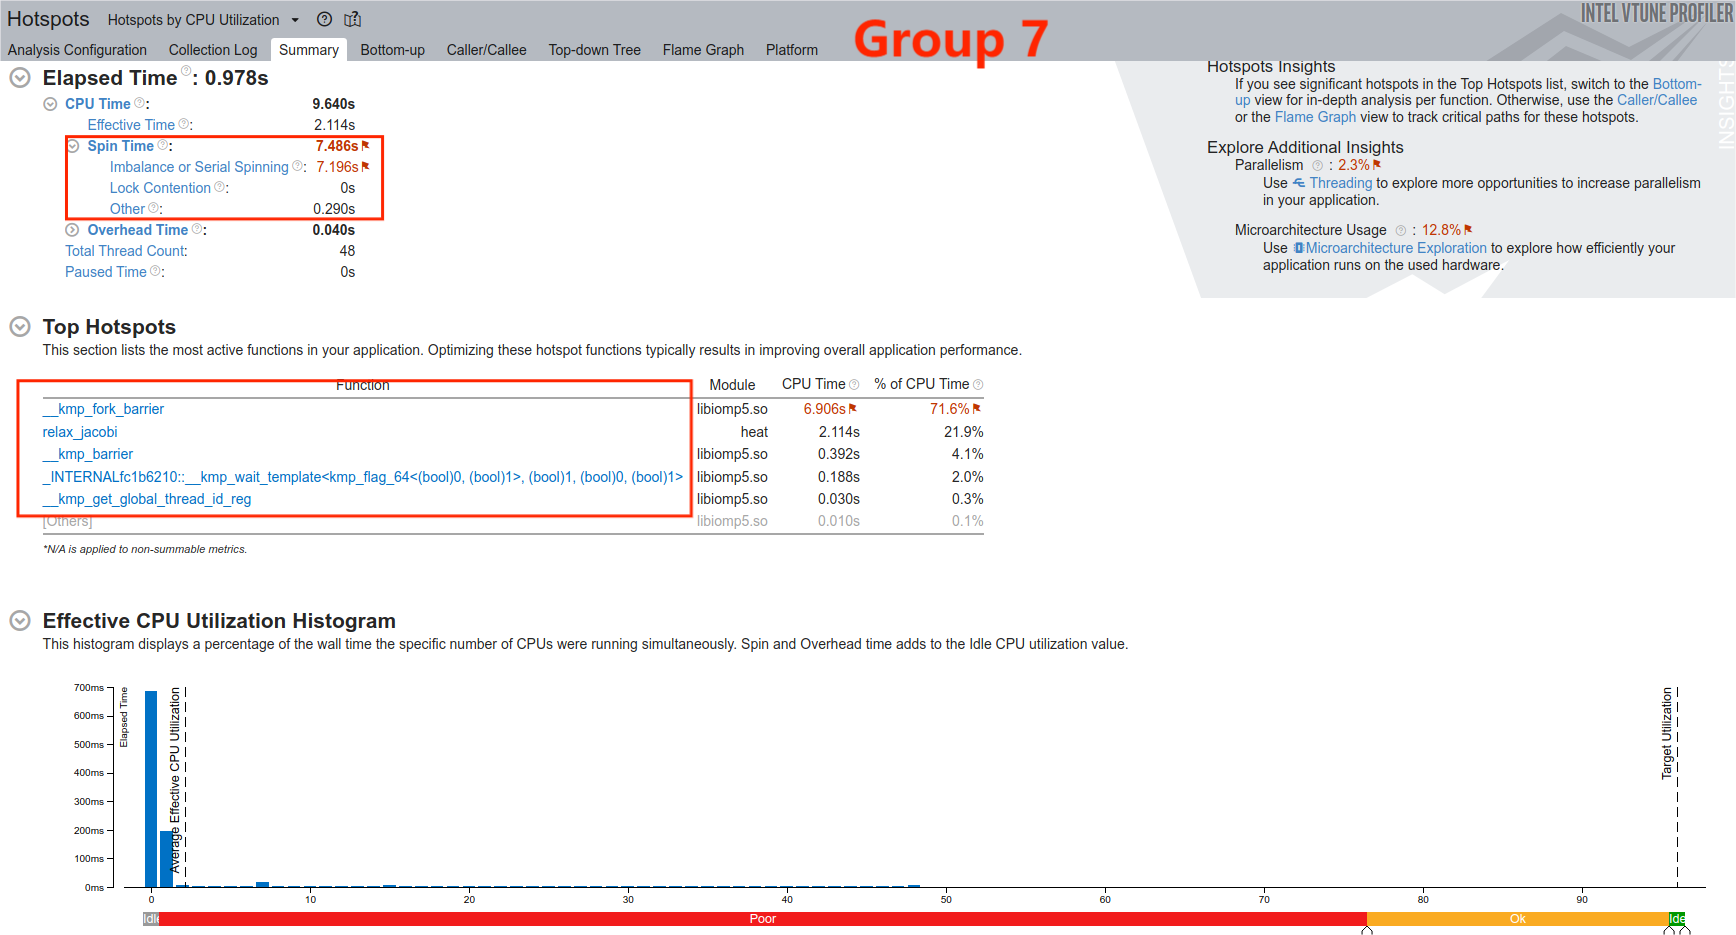 Hotspots Hotspots by CPU Utilization
INTEL VTUNE PROFILER
Group 7
Analysis Configuration Collection Log Summary Bottom-up Caller/Callee Top-down Tree Flame Graph Platform
Elapsed Time : 0.978s
CPU Time : 9.640s
Effective Time : 2.114s
Spin Time : 7.486s
Imbalance or Serial Spinning : 7.196s
Lock Contention : 0s
Other : 0.290s
Overhead Time : 0.040s
Total Thread Count: 48
Paused Time : 0s
Hotspots Insights
If you see significant hotspots in the Top Hotspots list, switch to the Bottom-
up view for in-depth analysis per function. Otherwise, use the Caller/Callee
or the Flame Graph view to track critical paths for these hotspots.
Explore Additional Insights
Parallelism : 2.3%
Use Threading to explore more opportunities to increase parallelism
in your application.
Microarchitecture Usage : 12.8%
Use Microarchitecture Exploration to explore how efficiently your
application runs on the used hardware.
INSIGHTS
Top Hotspots
This section lists the most active functions in your application. Optimizing these hotspot functions typically results in improving overall application performance.
Function Module CPU Time % of CPU Time
__kmp_fork_barrier libiomp5.so 6.906s 71.6%
relax_jacobi heat 2.114s 21.9%
__kmp_barrier libiomp5.so 0.392s 4.1%
_INTERNALfc1b6210::__kmp_wait_template<kmp_flag_64<(bool)0, (bool)1>, (bool)1, (bool)0, (bool)1> libiomp5.so 0.188s 2.0%
__kmp_get_global_thread_id_reg libiomp5.so 0.030s 0.3%
[Others] libiomp5.so 0.010s 0.1%
*N/A is applied to non-summable metrics.
Effective CPU Utilization Histogram
This histogram displays a percentage of the wall time the specific number of CPUs were running simultaneously. Spin and Overhead time adds to the Idle CPU utilization value.
700ms
600ms
500ms
400ms
300ms
200ms
100ms
0ms
Elapsed Time
Average Effective CPU Utilization
Target Utilization
0 10 20 30 40 50 60 70 80 90
Idle Poor Ok Ide